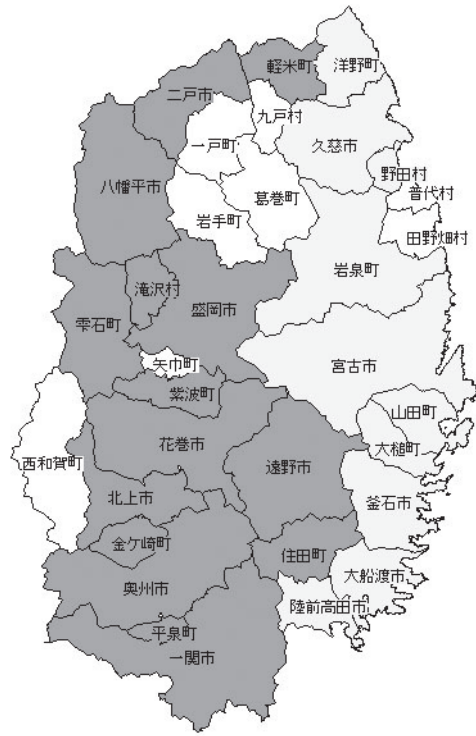 軽米町
洋野町
二戸市
九戸村
一戸町
久慈市
野田村
八幡平市
葛巻町
普代村
岩手町
田野畑村
岩泉町
滝沢村
盛岡市
雫石町
宮古市
矢巾町
紫波町
山田町
花巻市
大槌町
西和賀町
遠野市
北上市
釜石市
金ケ崎町
住田町
大船渡市
奥州市
陸前高田市
平泉町
一関市